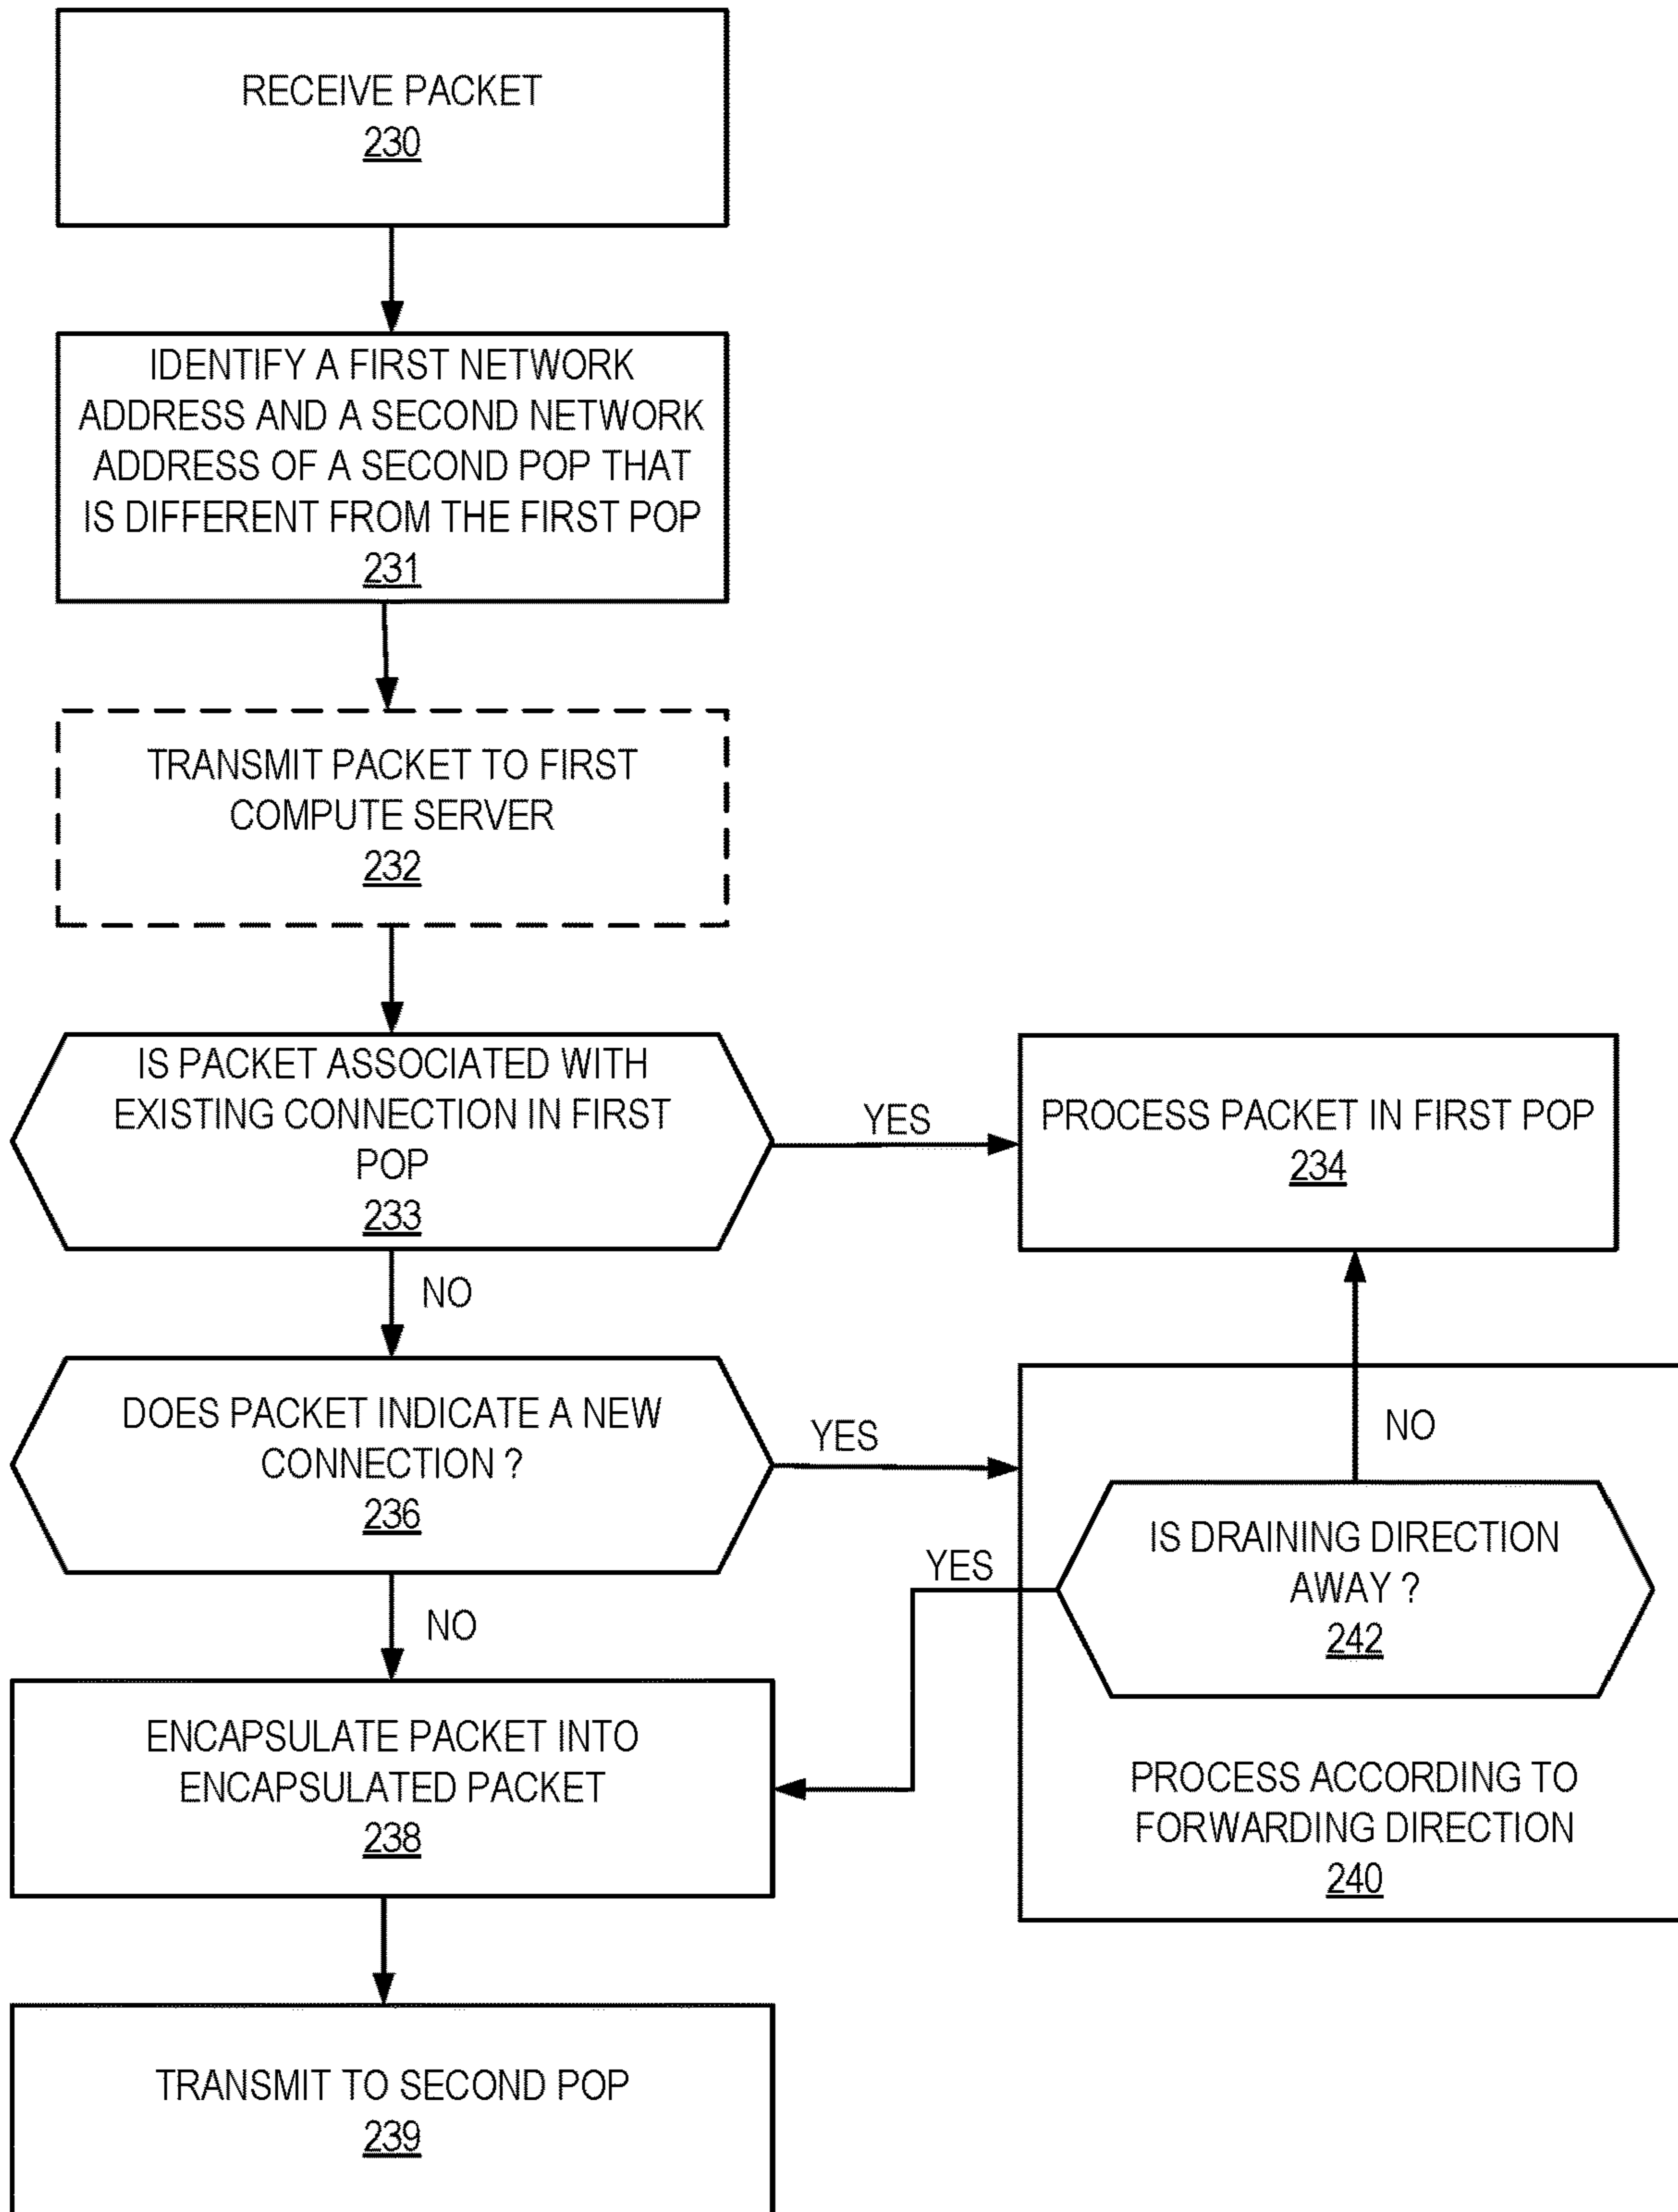 RECEIVE PACKET
230
IDENTIFY A FIRST NETWORK
ADDRESS AND A SECOND NETWORK
ADDRESS OF A SECOND POP THAT
IS DIFFERENT FROM THE FIRST POP
231
TRANSMIT PACKET TO FIRST
COMPUTE SERVER
232
IS PACKET ASSOCIATED WITH
EXISTING CONNECTION IN FIRST
POP
233
YES
PROCESS PACKET IN FIRST POP
234
NO
DOES PACKET INDICATE A NEW
CONNECTION ?
236
YES
NO
IS DRAINING DIRECTION
AWAY ?
242
YES
NO
PROCESS ACCORDING TO
FORWARDING DIRECTION
240
ENCAPSULATE PACKET INTO
ENCAPSULATED PACKET
238
TRANSMIT TO SECOND POP
239